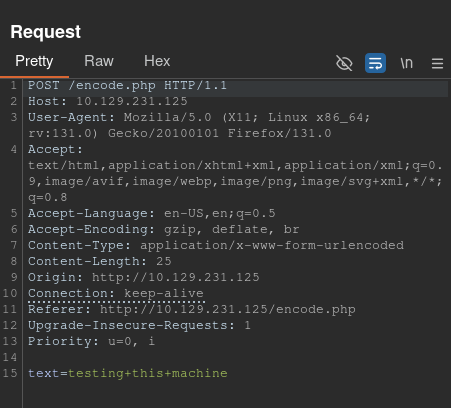 Request
Pretty Raw Hex \n
1 POST /encode.php HTTP/1.1
2 Host: 10.129.231.125
3 User-Agent: Mozilla/5.0 (X11; Linux x86_64;
rv:131.0) Gecko/20100101 Firefox/131.0
4 Accept:
text/html,application/xhtml+xml,application/xml;q=0.
9,image/avif,image/webp,image/png,image/svg+xml,*/*;
q=0.8
5 Accept-Language: en-US,en;q=0.5
6 Accept-Encoding: gzip, deflate, br
7 Content-Type: application/x-www-form-urlencoded
8 Content-Length: 25
9 Origin: http://10.129.231.125
10 Connection: keep-alive
11 Referer: http://10.129.231.125/encode.php
12 Upgrade-Insecure-Requests: 1
13 Priority: u=0, i
14
15 text=testing+this+machine